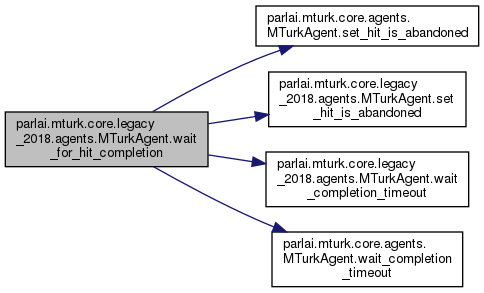 parlai.mturk.core.agents.
MTurkAgent.set_hit_is_abandoned
parlai.mturk.core.legacy
_2018.agents.MTurkAgent.set
_hit_is_abandoned
parlai.mturk.core.legacy
_2018.agents.MTurkAgent.wait
_for_hit_completion
parlai.mturk.core.legacy
_2018.agents.MTurkAgent.wait
_completion_timeout
parlai.mturk.core.agents.
MTurkAgent.wait_completion
_timeout